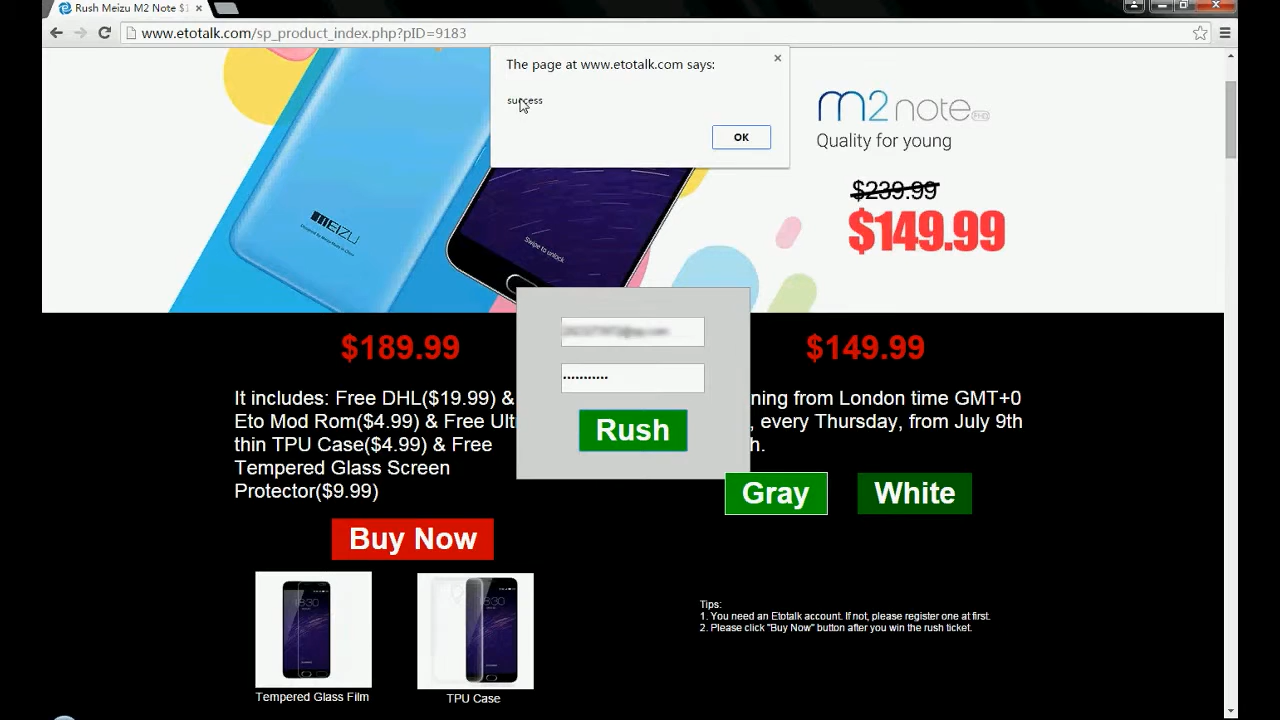 Rush Meizu M2 Note $1
www.etotalk.com/sp_product_index.php?pID=9183
The page at www.etotalk.com says:
success
OK
m2 note FHD
Quality for young
$239.99
$149.99
MEIZU
Swipe to unlock
$189.99
$149.99
It includes: Free DHL($19.99) &
Eto Mod Rom($4.99) & Free Ult
thin TPU Case($4.99) & Free
Tempered Glass Screen
Protector($9.99)
ning from London time GMT+0
, every Thursday, from July 9th
h.
Rush
Gray
White
Buy Now
Tempered Glass Film
TPU Case
Tips:
1. You need an Etotalk account. If not, please register one at first.
2. Please click "Buy Now" button after you win the rush ticket.